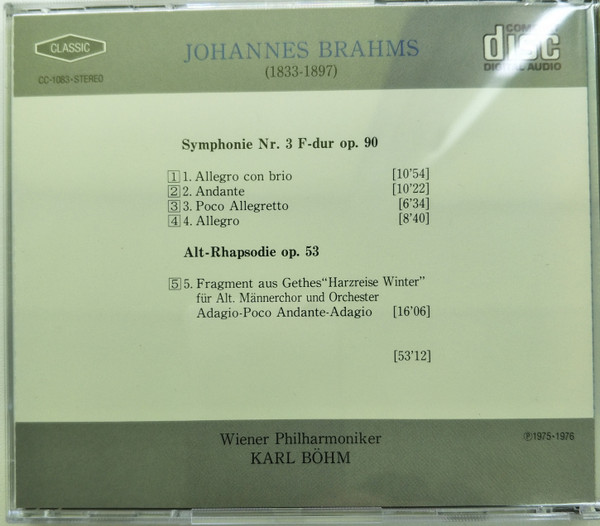 CLASSIC
CC-1083・STEREO
JOHANNES BRAHMS
(1833-1897)
COMPACT
disc
DIGITAL AUDIO
Symphonie Nr. 3 F-dur op. 90
1 1. Allegro con brio [10'54]
2 2. Andante [10'22]
3 3. Poco Allegretto [6'34]
4 4. Allegro [8'40]
Alt-Rhapsodie op. 53
5 5. Fragment aus Gethes“Harzreise Winter”
für Alt. Männerchor und Orchester
Adagio-Poco Andante-Adagio [16'06]
[53'12]
Wiener Philharmoniker
KARL BÖHM
Ⓟ1975-1976